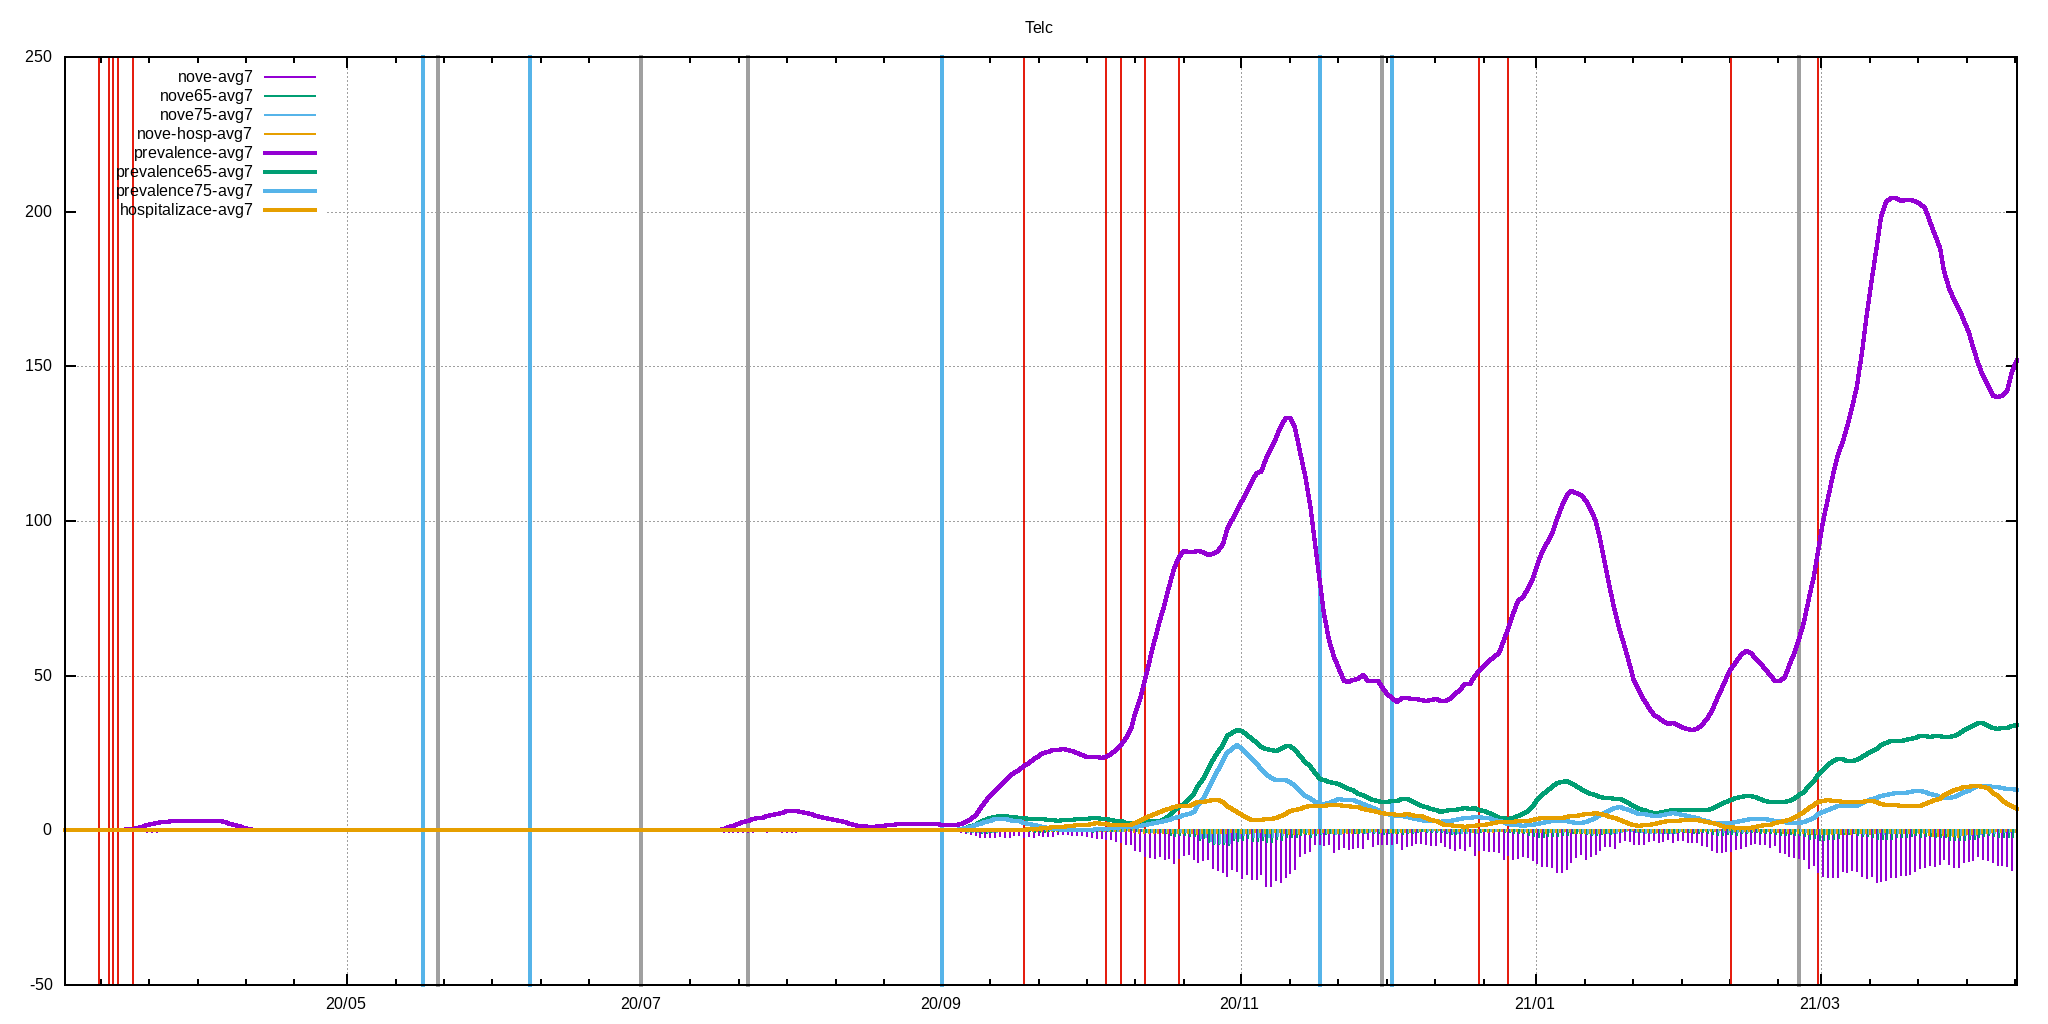 Telc
250
200
150
100
50
0
-50
nove-avg7
nove65-avg7
nove75-avg7
nove-hosp-avg7
prevalence-avg7
prevalence65-avg7
prevalence75-avg7
hospitalizace-avg7
20/05
20/07
20/09
20/11
21/01
21/03